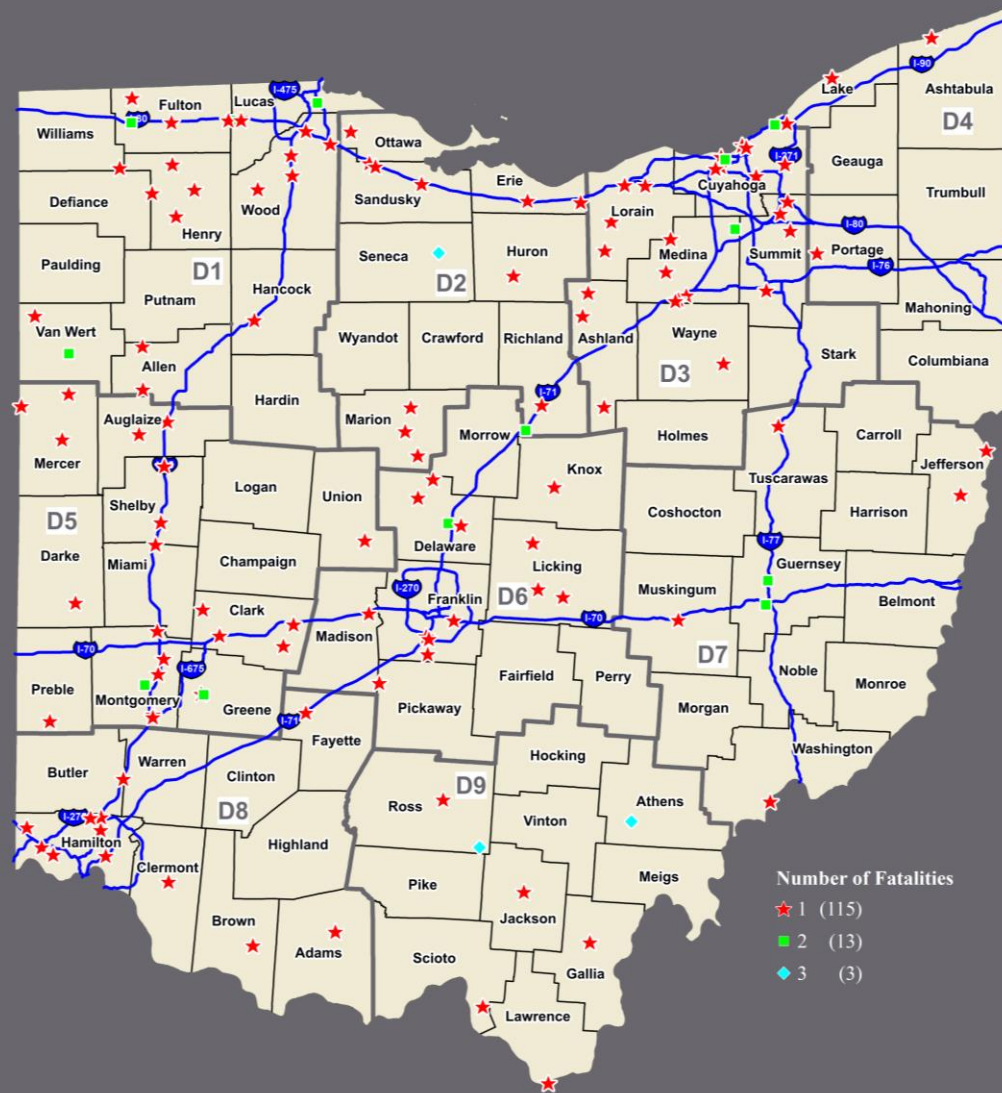 I-90
Lake
Ashtabula
D4
I-475
Lucas
Fulton
Williams
Ottawa
I-271
Geauga
Cuyahoga
Erie
Sandusky
Trumbull
Defiance
Wood
Henry
Lorain
I-80
Huron
Medina
Summit
Portage
Seneca
D1
D2
I-76
Paulding
Putnam
Hancock
Mahoning
Van Wert
Wyandot
Crawford
Richland
Ashland
Wayne
Stark
Columbiana
Allen
D3
I-71
Hardin
Auglaize
Marion
Morrow
Holmes
Carroll
Mercer
Knox
Jefferson
Tuscarawas
Logan
Union
Shelby
Coshocton
Harrison
D5
Darke
Delaware
I-77
Miami
Champaign
Licking
Guernsey
I-270
Muskingum
Franklin
D6
Belmont
Clark
I-70
Madison
I-70
D7
I-675
Fairfield
Perry
Noble
Monroe
Preble
Montgomery
Greene
Pickaway
Morgan
I-71
Fayette
Washington
Hocking
Butler
Warren
Clinton
D9
Ross
Athens
D8
Vinton
Hamilton
Highland
Clermont
Pike
Meigs
Jackson
Brown
Adams
Scioto
Gallia
Lawrence
Number of Fatalities
1 (115)
2 (13)
3 (3)